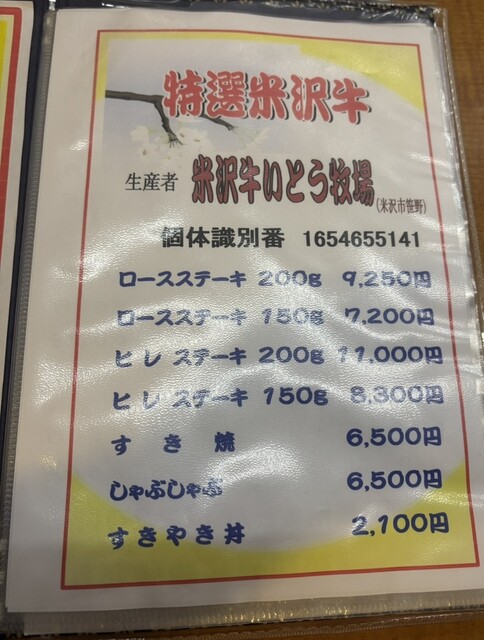 特選米沢牛
生産者 米沢牛いとう牧場(米沢市笹野)
個体識別番 1654655141
ロースステーキ 200g 9,250円
ロースステーキ 150g 7,200円
ヒレ ステーキ 200g 11,000円
ヒレ ステーキ 150g 8,300円
すき焼 6,500円
しゃぶしゃぶ 6,500円
すきやき丼 2,100円